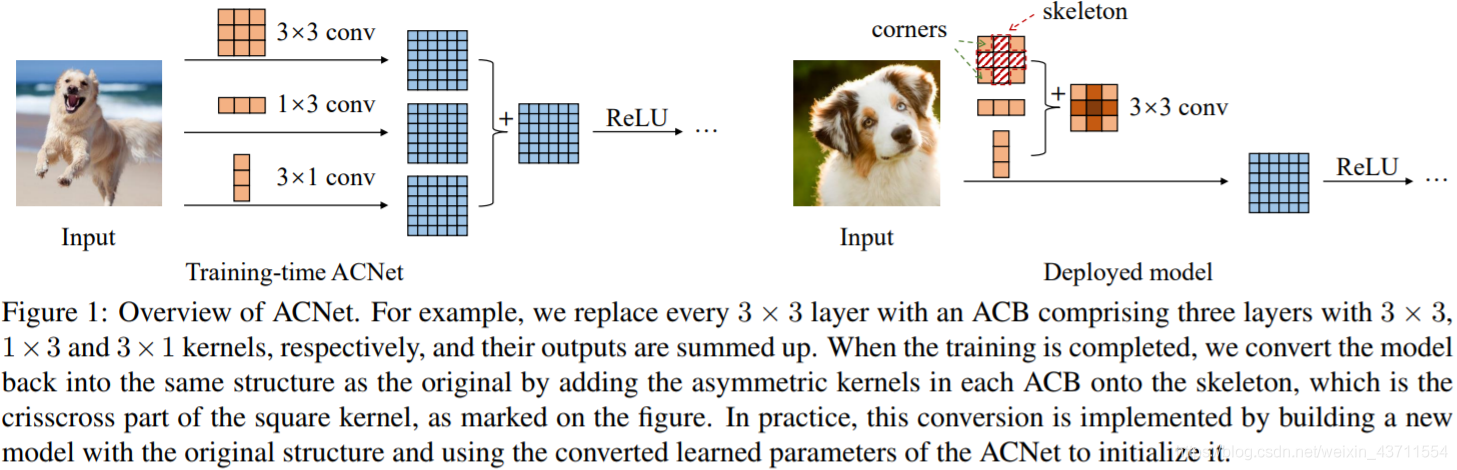 3×3 conv
1×3 conv
3×1 conv
+
ReLU
...
Input
Training-time ACNet
corners
skeleton
+
3×3 conv
ReLU
...
Input
Deployed model
Figure 1: Overview of ACNet. For example, we replace every 3 × 3 layer with an ACB comprising three layers with 3 × 3,
1 × 3 and 3 × 1 kernels, respectively, and their outputs are summed up. When the training is completed, we convert the model
back into the same structure as the original by adding the asymmetric kernels in each ACB onto the skeleton, which is the
crisscross part of the square kernel, as marked on the figure. In practice, this conversion is implemented by building a new
model with the original structure and using the converted learned parameters of the ACNet to initialize it.
blog.csdn.net/weixin_43711554